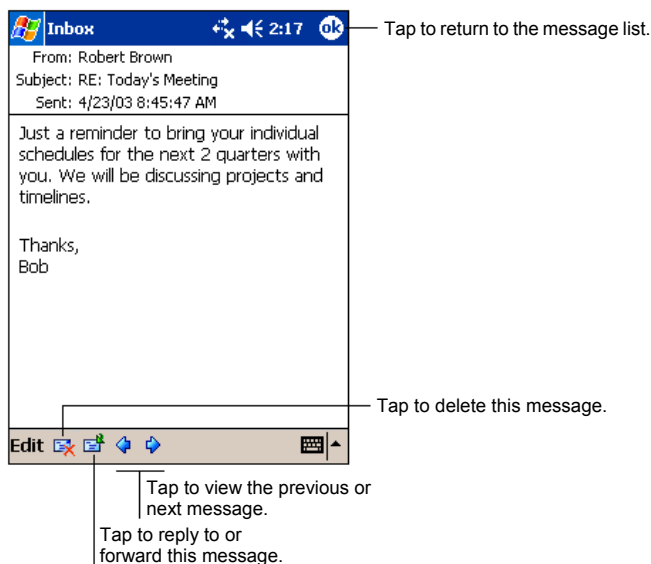 Inbox 2:17 ok
Tap to return to the message list.
From: Robert Brown
Subject: RE: Today's Meeting
Sent: 4/23/03 8:45:47 AM
Just a reminder to bring your individual
schedules for the next 2 quarters with
you. We will be discussing projects and
timelines.
Thanks,
Bob
Tap to delete this message.
Edit
Tap to view the previous or
next message.
Tap to reply to or
forward this message.